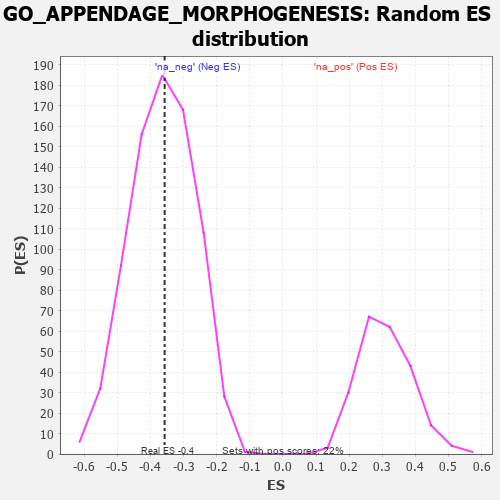 GO_APPENDAGE_MORPHOGENESIS: Random ES
distribution
'na_neg' (Neg ES)
'na_pos' (Pos ES)
190
180
170
160
150
140
130
120
110
100
90
80
70
60
50
40
30
20
10
0
P(ES)
Real ES -0.4
Sets with pos scores: 22%
-0.6 -0.5 -0.4 -0.3 -0.2 -0.1 0.0 0.1 0.2 0.3 0.4 0.5 0.6
ES